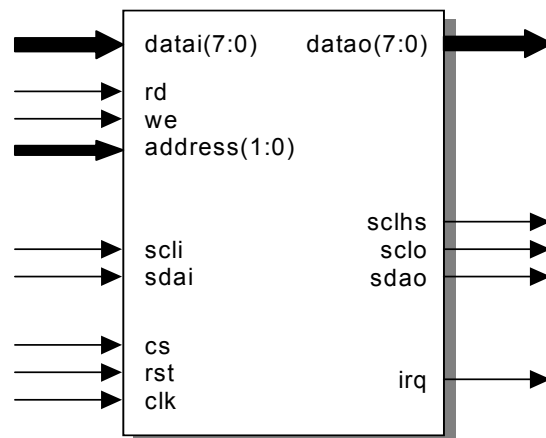 datai(7:0) datao(7:0)
rd
we
address(1:0)
sclhs
scli sclo
sdai sdao
cs
rst irq
clk